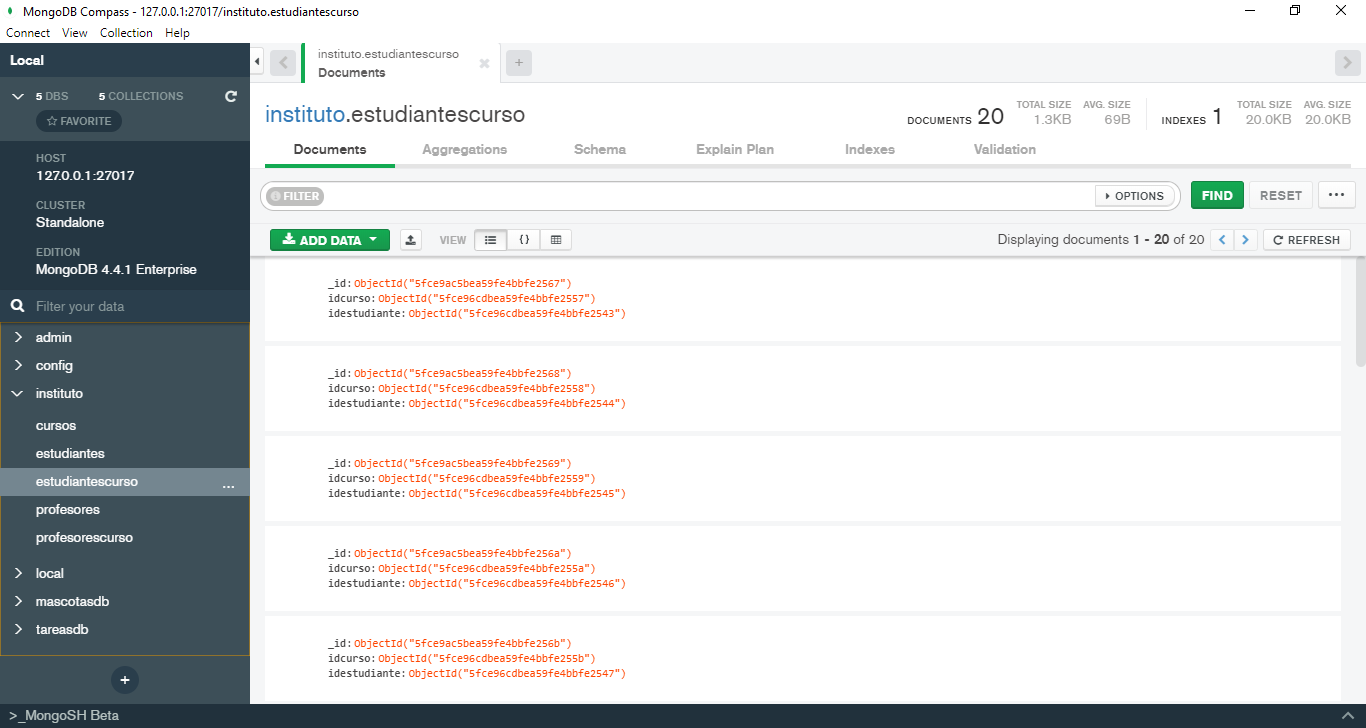 MongoDB Compass - 127.0.0.1:27017/instituto.estudiantescurso
Connect View Collection Help
Local
5 DBS 5 COLLECTIONS
FAVORITE
HOST
127.0.0.1:27017
CLUSTER
Standalone
EDITION
MongoDB 4.4.1 Enterprise
Filter your data
admin
config
instituto
cursos
estudiantes
estudiantescurso ...
profesores
profesorescurso
local
mascotasdb
tareasdb
+
instituto.estudiantescurso
Documents
+
instituto.estudiantescurso
DOCUMENTS 20
TOTAL SIZE
1.3KB
AVG. SIZE
69B
INDEXES 1
TOTAL SIZE
20.0KB
AVG. SIZE
20.0KB
Documents Aggregations Schema Explain Plan Indexes Validation
FILTER OPTIONS FIND RESET ...
ADD DATA VIEW {} Displaying documents 1 - 20 of 20 < > REFRESH
_id: ObjectId("5fce9ac5bea59fe4bbfe2567")
idcurso: ObjectId("5fce96cdbea59fe4bbfe2557")
idestudiante: ObjectId("5fce96cdbea59fe4bbfe2543")
_id: ObjectId("5fce9ac5bea59fe4bbfe2568")
idcurso: ObjectId("5fce96cdbea59fe4bbfe2558")
idestudiante: ObjectId("5fce96cdbea59fe4bbfe2544")
_id: ObjectId("5fce9ac5bea59fe4bbfe2569")
idcurso: ObjectId("5fce96cdbea59fe4bbfe2559")
idestudiante: ObjectId("5fce96cdbea59fe4bbfe2545")
_id: ObjectId("5fce9ac5bea59fe4bbfe256a")
idcurso: ObjectId("5fce96cdbea59fe4bbfe255a")
idestudiante: ObjectId("5fce96cdbea59fe4bbfe2546")
_id: ObjectId("5fce9ac5bea59fe4bbfe256b")
idcurso: ObjectId("5fce96cdbea59fe4bbfe255b")
idestudiante: ObjectId("5fce96cdbea59fe4bbfe2547")
>_MongoSH Beta